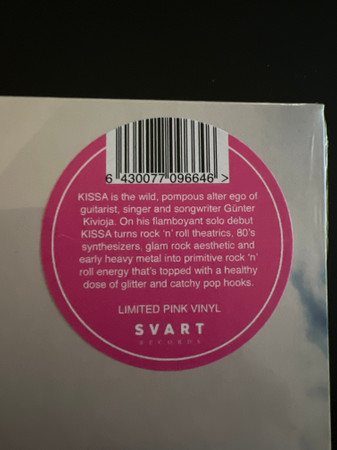 6 430077 096646 >
KISSA is the wild, pompous alter ego of
guitarist, singer and songwriter Günter
Kivioja. On his flamboyant solo debut
KISSA turns rock 'n' roll theatrics, 80's
synthesizers, glam rock aesthetic and
early heavy metal into primitive rock 'n'
roll energy that's topped with a healthy
dose of glitter and catchy pop hooks.
LIMITED PINK VINYL
SVART
RECORDS